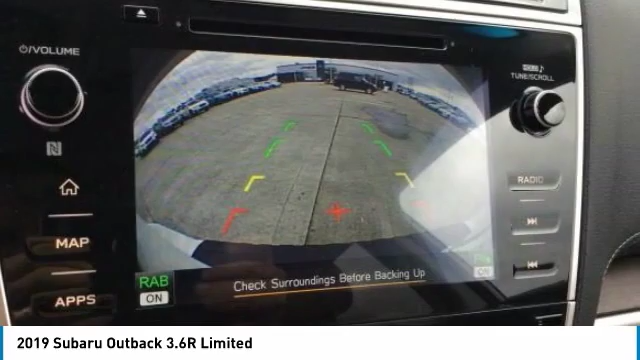 VOLUME
TUNE/SCROLL
RADIO
MAP
APPS
RAB
ON
ON
Check Surroundings Before Backing Up
2019 Subaru Outback 3.6R Limited